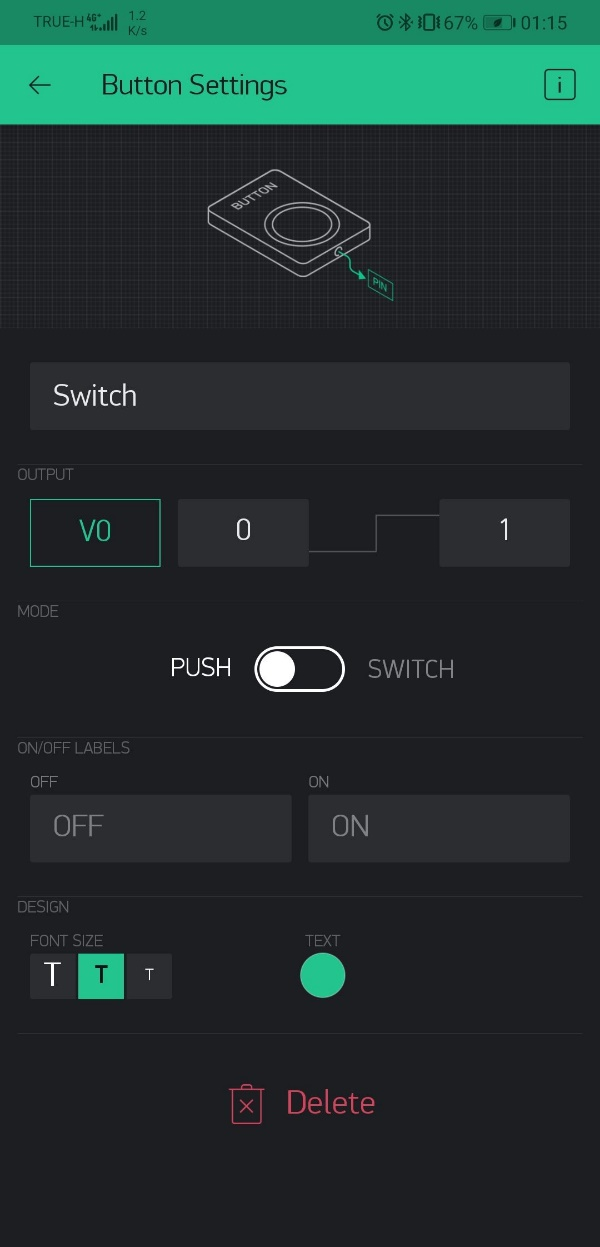 TRUE-H 4G+ 1.2 K/s 67% 01:15
Button Settings i
BUTTON
PIN
Switch
OUTPUT
V0 0 1
MODE
PUSH SWITCH
ON/OFF LABELS
OFF ON
OFF ON
DESIGN
FONT SIZE TEXT
T T T
Delete